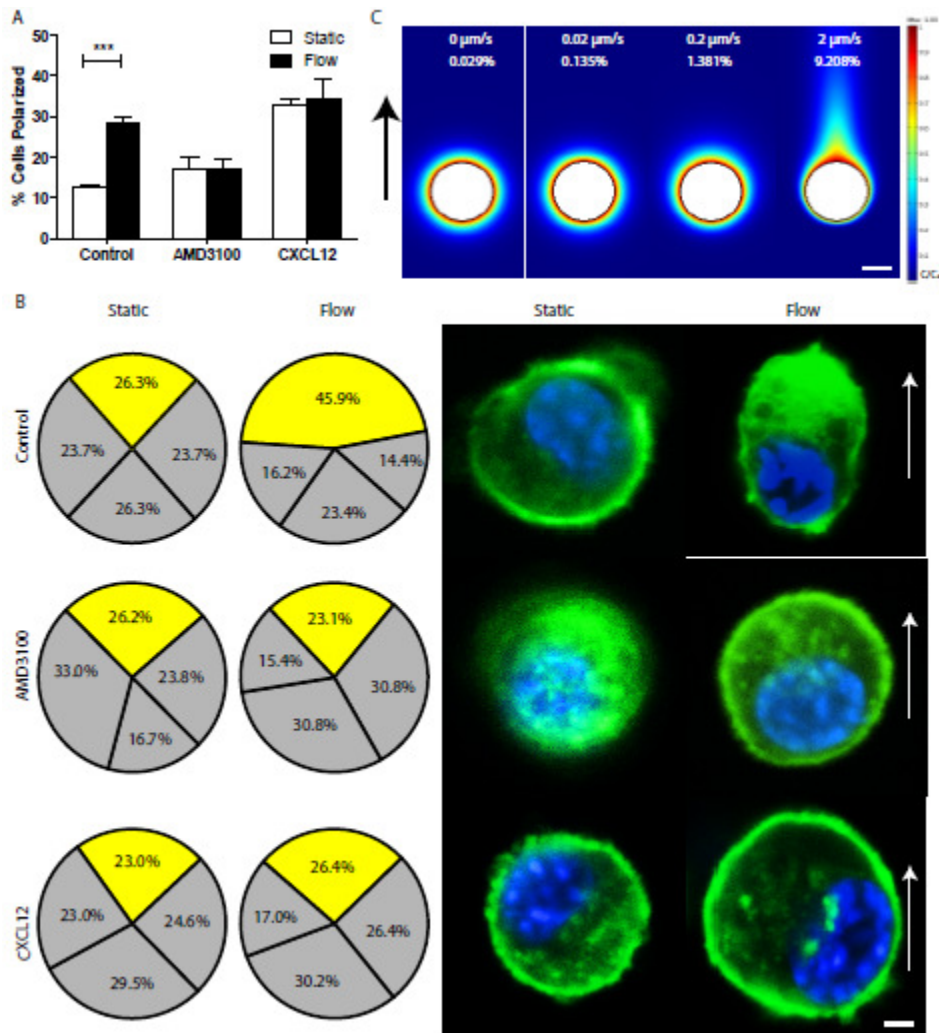 A
50
40
30
20
10
0
% Cells Polarized
***
Static
Flow
Control
AMD3100
CXCL12
C
0 µm/s
0.02 µm/s
0.2 µm/s
2 µm/s
0.029%
0.135%
1.381%
9.208%
B
Static
Flow
Static
Flow
Control
26.3%
23.7%
23.7%
26.3%
45.9%
16.2%
14.4%
23.4%
AMD3100
26.2%
33.0%
23.8%
16.7%
23.1%
15.4%
30.8%
30.8%
CXCL12
23.0%
23.0%
24.6%
29.5%
26.4%
17.0%
26.4%
30.2%